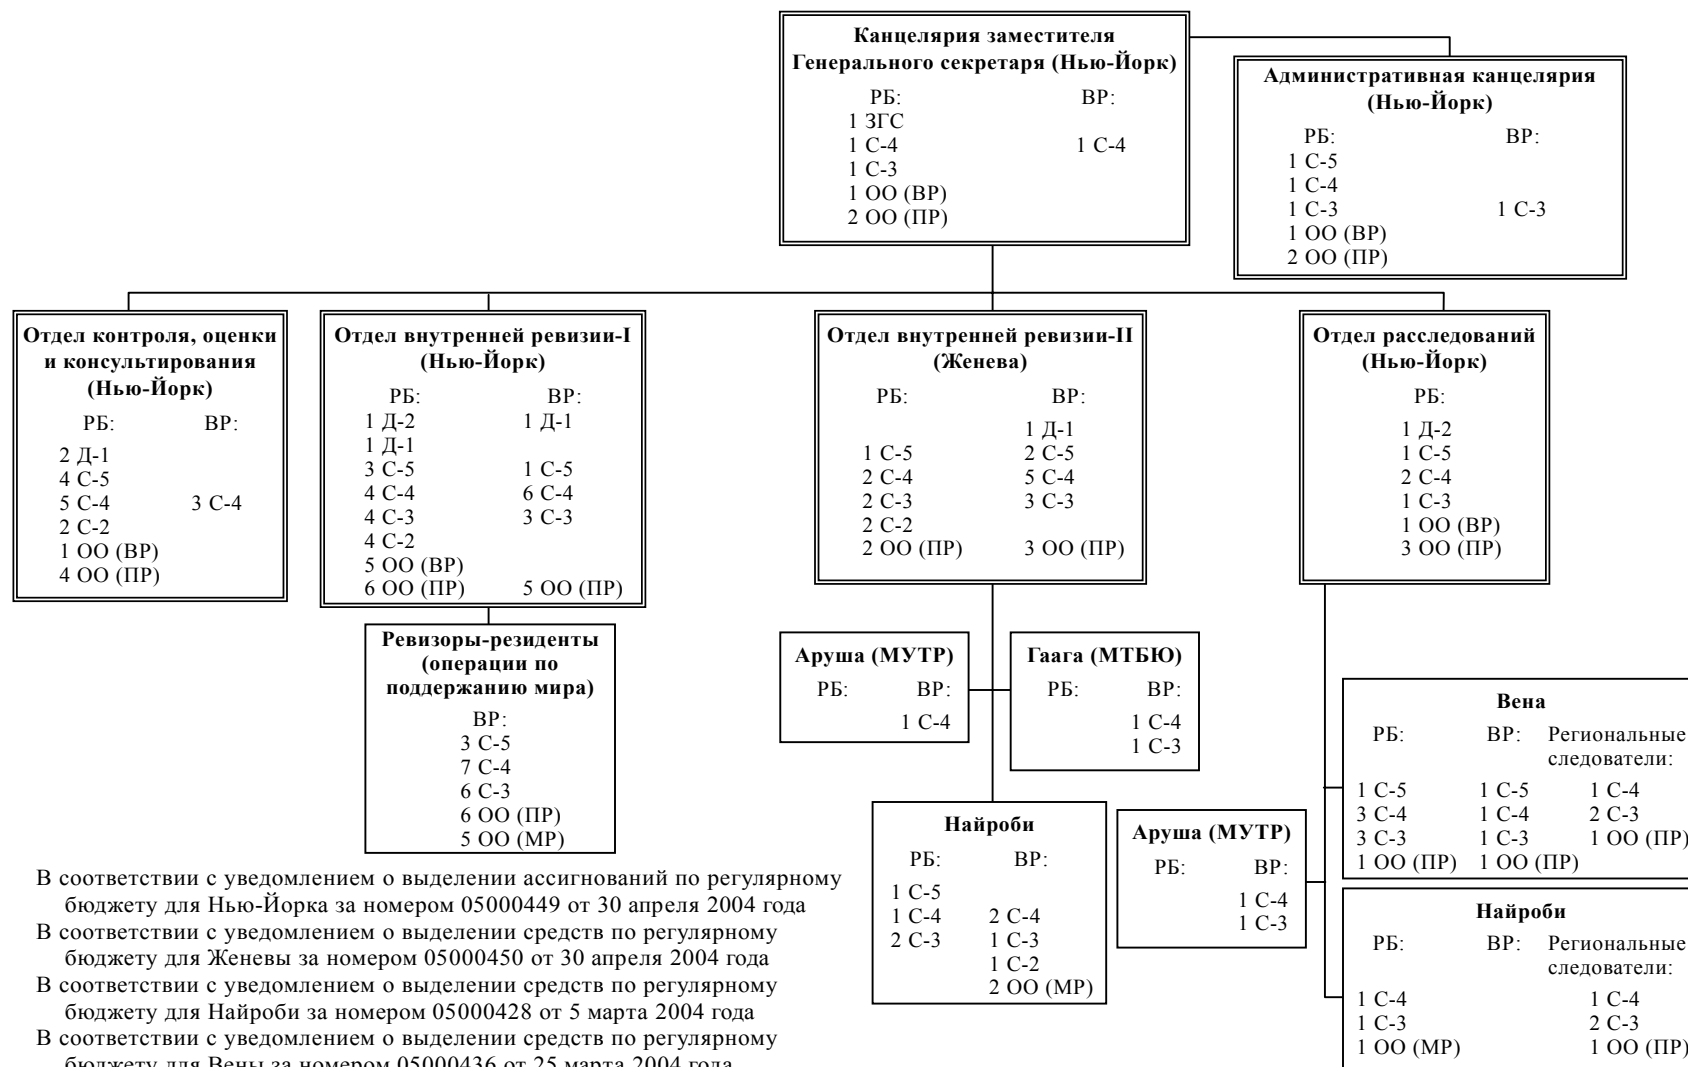 Канцелярия заместителя
Генерального секретаря (Нью-Йорк)
РБ: ВР:
1 ЗГС
1 С-4 1 С-4
1 С-3
1 ОО (ВР)
2 ОО (ПР)
Административная канцелярия
(Нью-Йорк)
РБ: ВР:
1 С-5
1 С-4
1 С-3 1 С-3
1 ОО (ВР)
2 ОО (ПР)
Отдел контроля, оценки
и консультирования
(Нью-Йорк)
РБ: ВР:
2 Д-1
4 С-5
5 С-4 3 С-4
2 С-2
1 ОО (ВР)
4 ОО (ПР)
Отдел внутренней ревизии-I
(Нью-Йорк)
РБ: ВР:
1 Д-2 1 Д-1
1 Д-1
3 С-5 1 С-5
4 С-4 6 С-4
4 С-3 3 С-3
4 С-2
5 ОО (ВР)
6 ОО (ПР) 5 ОО (ПР)
Отдел внутренней ревизии-II
(Женева)
РБ: ВР:
1 Д-1
1 С-5 2 С-5
2 С-4 5 С-4
2 С-3 3 С-3
2 С-2
2 ОО (ПР) 3 ОО (ПР)
Отдел расследований
(Нью-Йорк)
РБ:
1 Д-2
1 С-5
2 С-4
1 С-3
1 ОО (ВР)
3 ОО (ПР)
Ревизоры-резиденты
(операции по
поддержанию мира)
ВР:
3 С-5
7 С-4
6 С-3
6 ОО (ПР)
5 ОО (МР)
Аруша (МУТР)
РБ: ВР:
1 С-4
Гаага (МТБЮ)
РБ: ВР:
1 С-4
1 С-3
Найроби
РБ: ВР:
1 С-5
1 С-4 2 С-4
2 С-3 1 С-3
1 С-2
2 ОО (МР)
Аруша (МУТР)
РБ: ВР:
1 С-4
1 С-3
Вена
РБ: ВР: Региональные
следователи:
1 С-5 1 С-5 1 С-4
3 С-4 1 С-4 2 С-3
3 С-3 1 С-3 1 ОО (ПР)
1 ОО (ПР) 1 ОО (ПР)
Найроби
РБ: ВР: Региональные
следователи:
1 С-4 1 С-4
1 С-3 2 С-3
1 ОО (МР) 1 ОО (ПР)
В соответствии с уведомлением о выделении ассигнований по регулярному
бюджету для Нью-Йорка за номером 05000449 от 30 апреля 2004 года
В соответствии с уведомлением о выделении средств по регулярному
бюджету для Женевы за номером 05000450 от 30 апреля 2004 года
В соответствии с уведомлением о выделении средств по регулярному
бюджету для Найроби за номером 05000428 от 5 марта 2004 года
В соответствии с уведомлением о выделении средств по регулярному
бюджету для Вены за номером 05000436 от 25 марта 2004 года